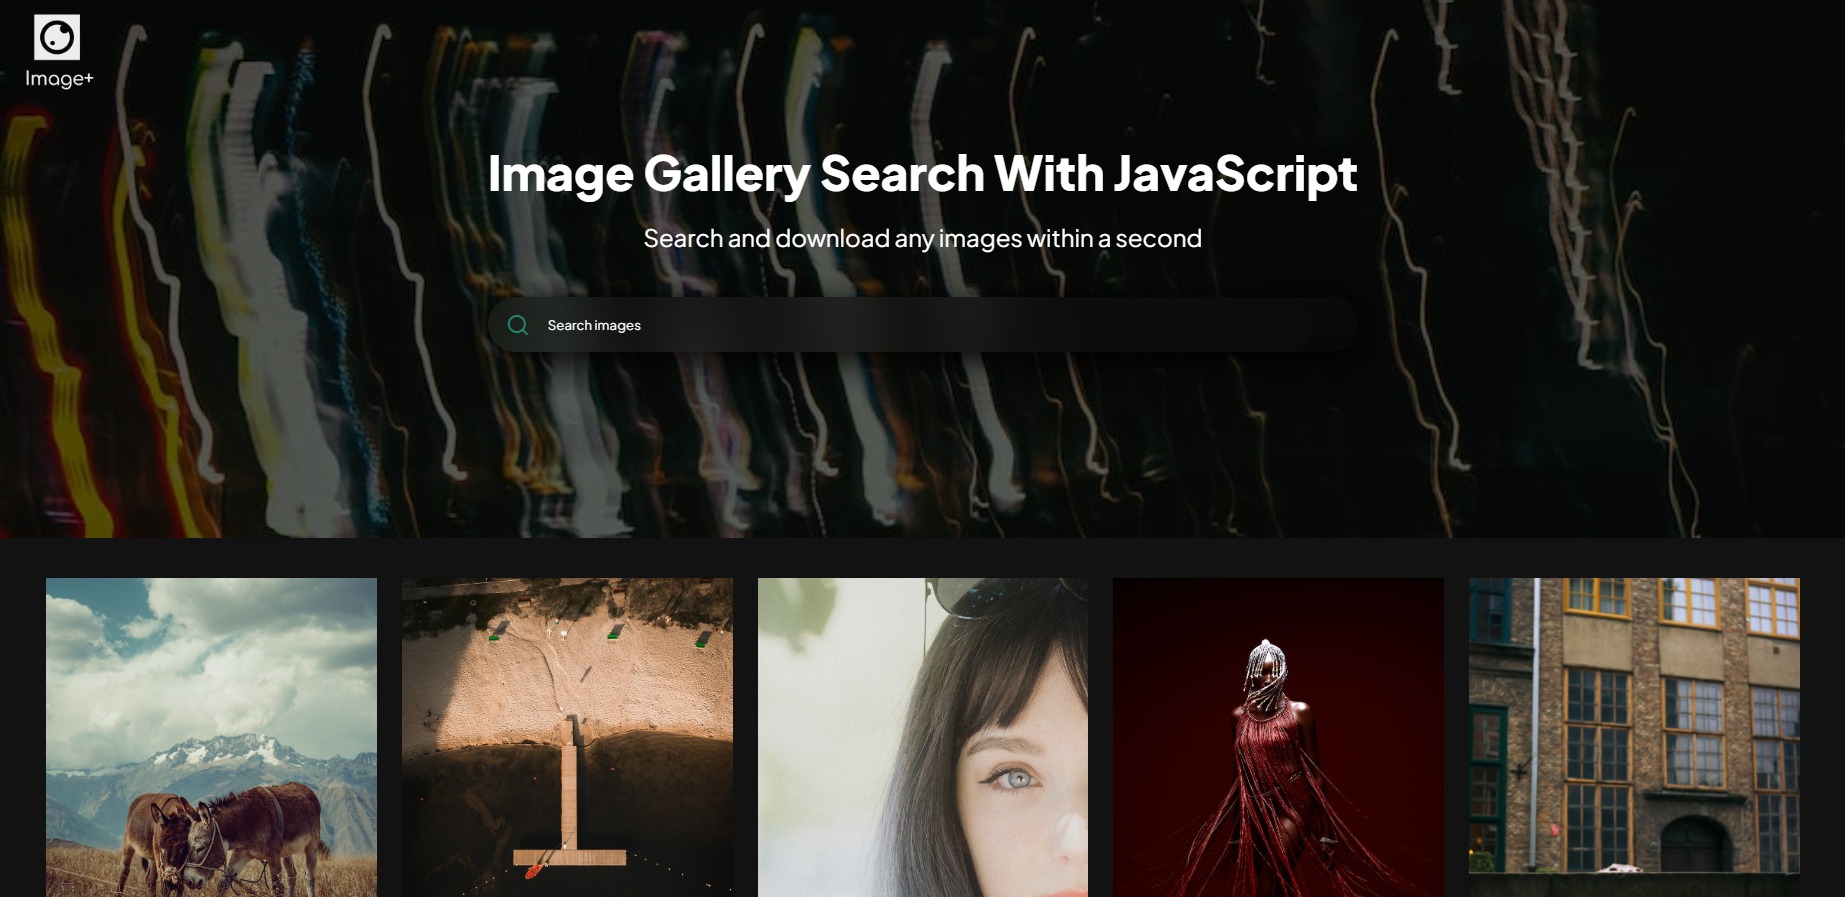 Image+
Image Gallery Search With JavaScript
Search and download any images within a second
Search images